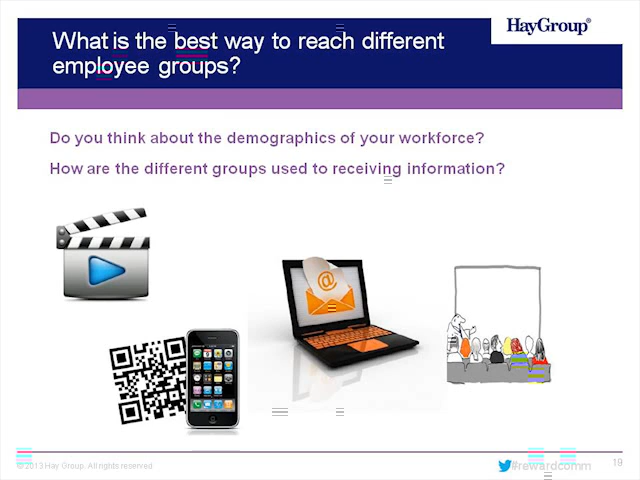 HayGroup®
What is the best way to reach different
employee groups?
Do you think about the demographics of your workforce?
How are the different groups used to receiving information?
@
© 2013 Hay Group. All rights reserved
#rewardcomm
19